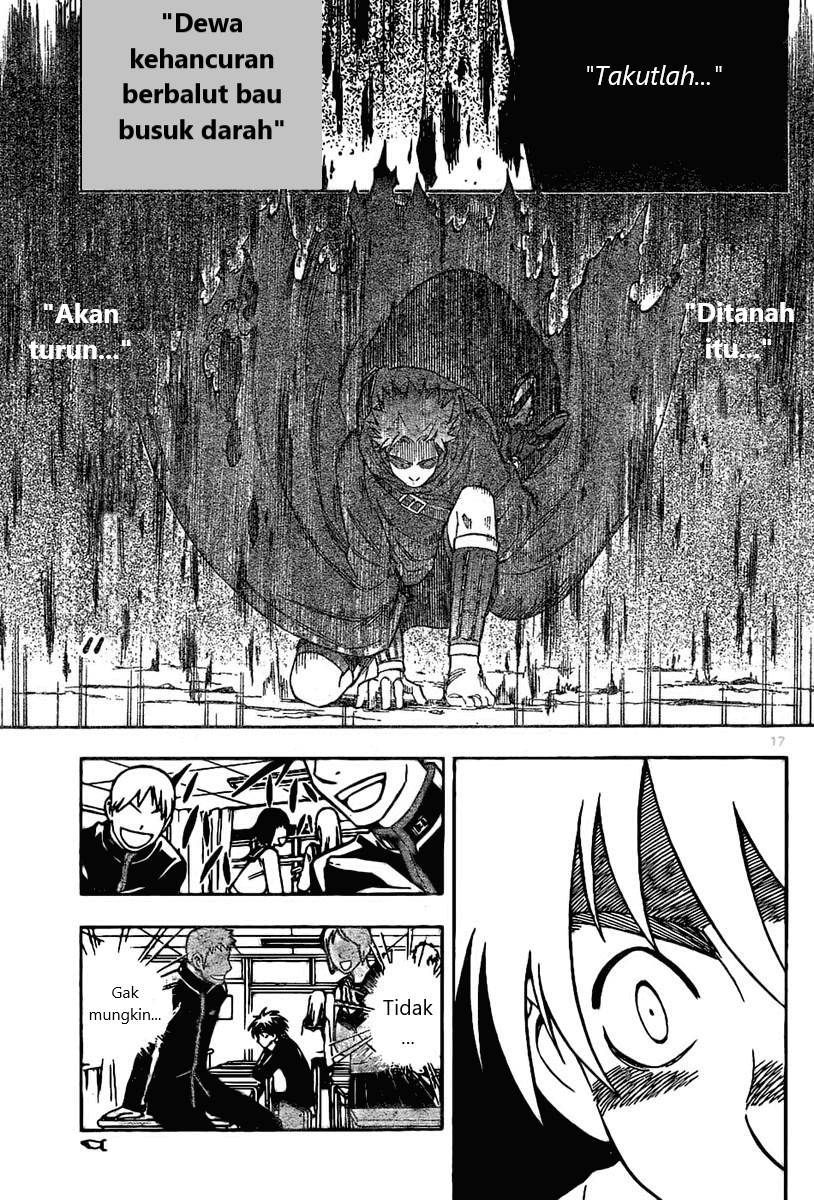 "Takutlah..."
"Dewa
kehancuran
berbalut bau
busuk darah"
"Ditanah
itu..."
"Akan
turun..."
17
Tidak
...
Gak
mungkin...